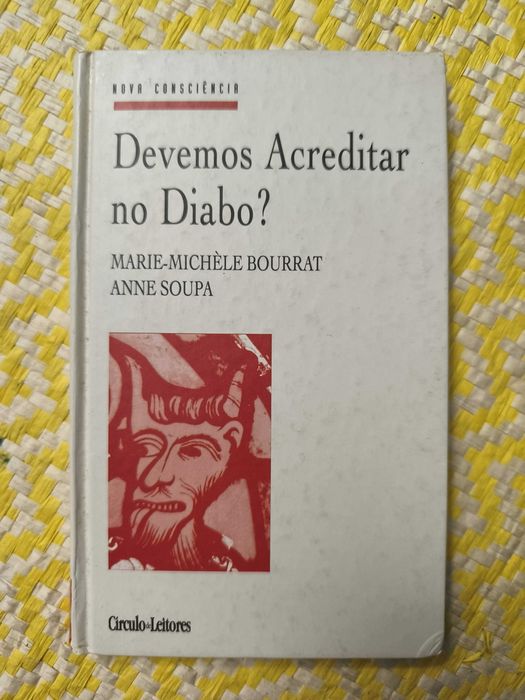 NOVA CONSCIÊNCIA
Devemos Acreditar
no Diabo?
MARIE-MICHÈLE BOURRAT
ANNE SOUPA
Círculo de Leitores